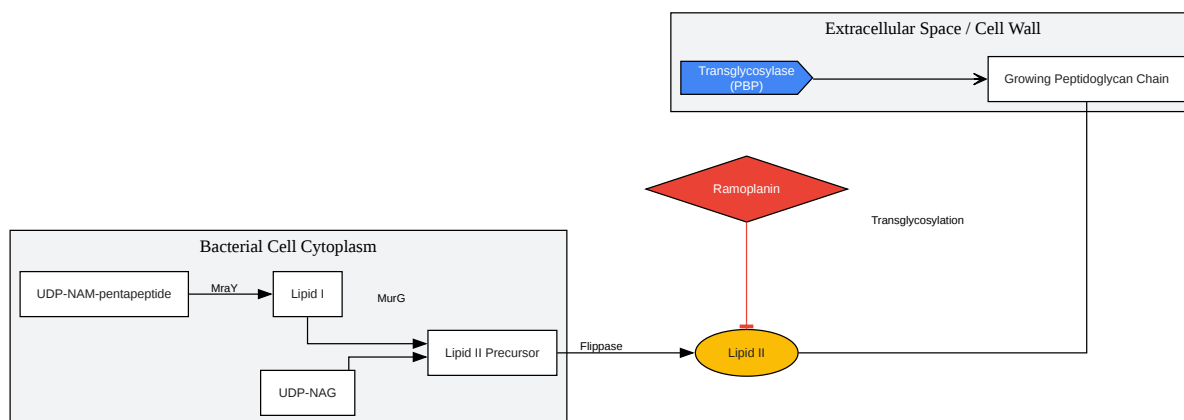 Extracellular Space / Cell Wall
Transglycosylase
(PBP)
Growing Peptidoglycan Chain
Ramoplanin
Transglycosylation
Bacterial Cell Cytoplasm
UDP-NAM-pentapeptide
MraY
Lipid I
MurG
Lipid II Precursor
Flippase
Lipid II
UDP-NAG